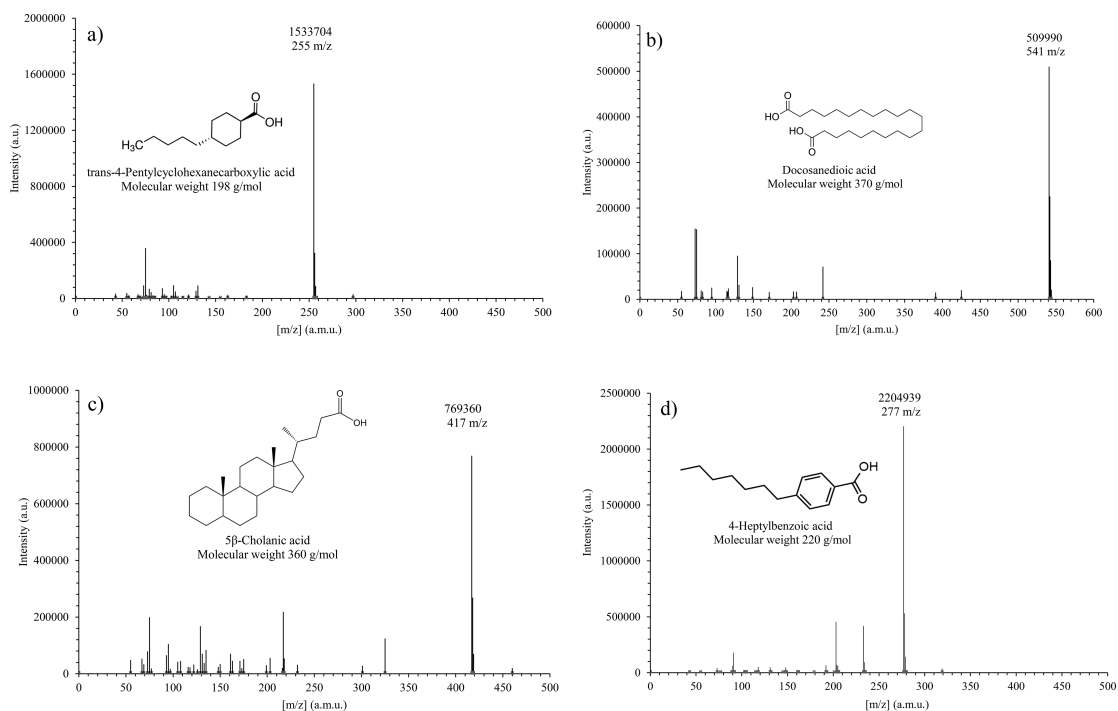 a)
1533704
255 m/z
2000000
1600000
1200000
800000
400000
0
Intensity (a.u.)
O
OH
H₃C
trans-4-Pentylcyclohexanecarboxylic acid
Molecular weight 198 g/mol
0 50 100 150 200 250 300 350 400 450 500
[m/z] (a.m.u.)
b)
509990
541 m/z
600000
500000
400000
300000
200000
100000
0
Intensity (a.u.)
O
HO
HO
O
Docosanedioic acid
Molecular weight 370 g/mol
0 50 100 150 200 250 300 350 400 450 500 550 600
[m/z] (a.m.u.)
c)
769360
417 m/z
1000000
800000
600000
400000
200000
0
Intensity (a.u.)
O
OH
5β-Cholanic acid
Molecular weight 360 g/mol
0 50 100 150 200 250 300 350 400 450 500
[m/z] (a.m.u.)
d)
2204939
277 m/z
2500000
2000000
1500000
1000000
500000
0
Intensity (a.u.)
OH
O
4-Heptylbenzoic acid
Molecular weight 220 g/mol
0 50 100 150 200 250 300 350 400 450 500
[m/z] (a.m.u.)